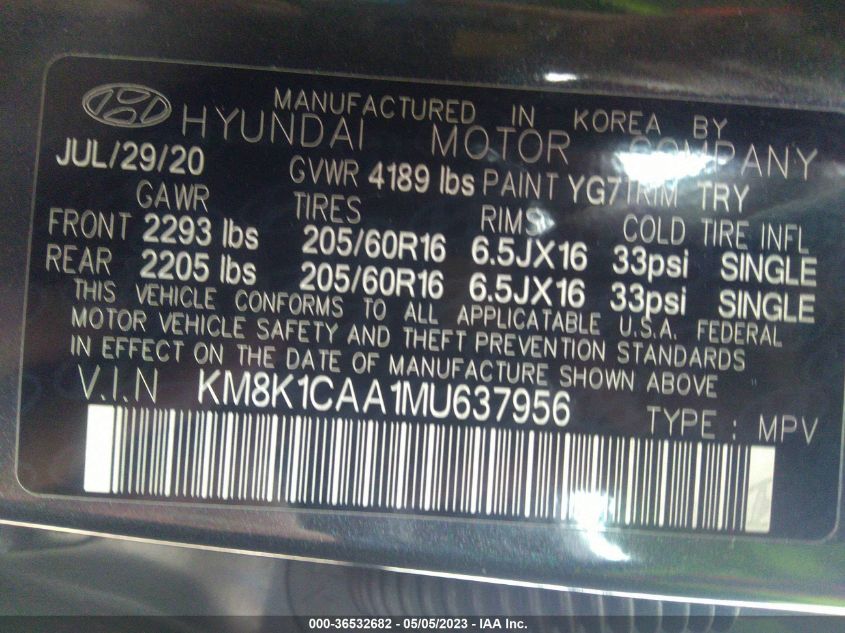 MANUFACTURED IN KOREA BY
HYUNDAI MOTOR COMPANY
JUL/29/20 GVWR 4189 lbs PAINT YG7 TRIM TRY
GAWR TIRES RIMS COLD TIRE INFL
FRONT 2293 lbs 205/60R16 6.5JX16 33psi SINGLE
REAR 2205 lbs 205/60R16 6.5JX16 33psi SINGLE
THIS VEHICLE CONFORMS TO ALL APPLICATABLE U.S.A. FEDERAL
MOTOR VEHICLE SAFETY AND THEFT PREVENTION STANDARDS
IN EFFECT ON THE DATE OF MANUFACTURE SHOWN ABOVE
V.I.N KM8K1CAA1MU637956 TYPE : MPV
000-36532682 - 05/05/2023 - IAA Inc.